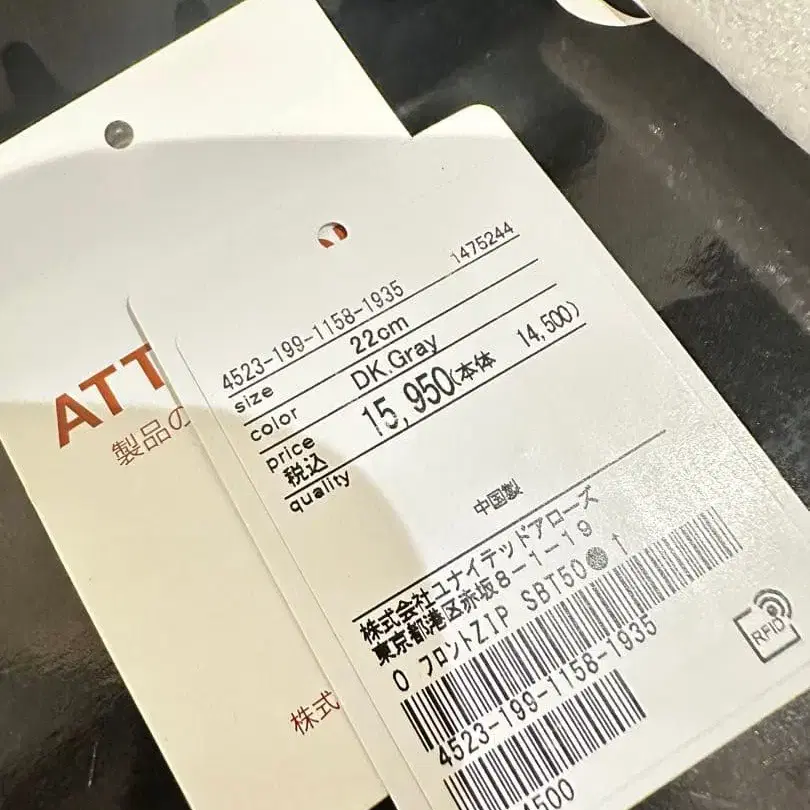 1475244
4523-199-1158-1935
size 22cm
color DK.Gray
price 15,950(本体 14,500)
税込
quality
中国製
株式会社ユナイテッドアローズ
東京都港区赤坂8-1-19
0 フロントZIP SBT50● 1
4523-199-1158-1935
4500
RFID
ATT
製品の
株式